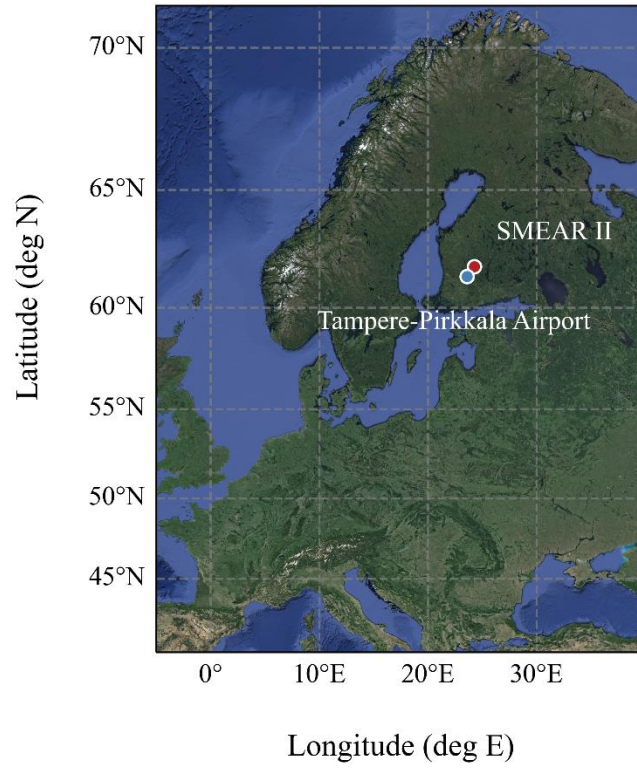 70°N
65°N
SMEAR II
60°N
Tampere-Pirkkala Airport
55°N
50°N
45°N
0°
10°E
20°E
30°E
Latitude (deg N)
Longitude (deg E)